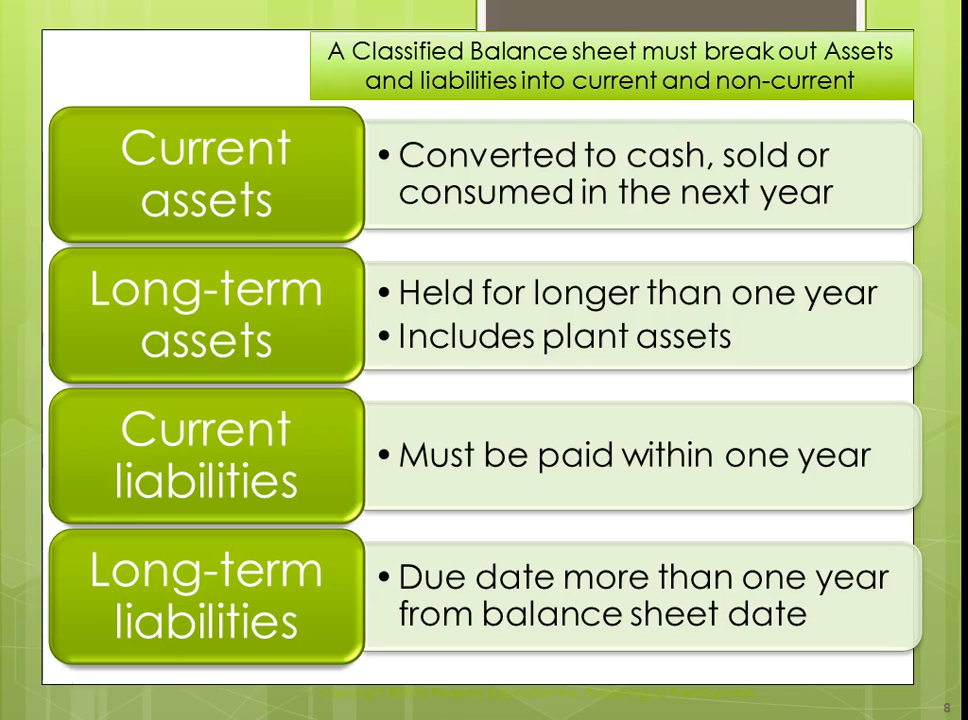 A Classified Balance sheet must break out Assets
and liabilities into current and non-current
Current
assets
• Converted to cash, sold or
consumed in the next year
Long-term
assets
• Held for longer than one year
• Includes plant assets
Current
liabilities
• Must be paid within one year
Long-term
liabilities
• Due date more than one year
from balance sheet date
8